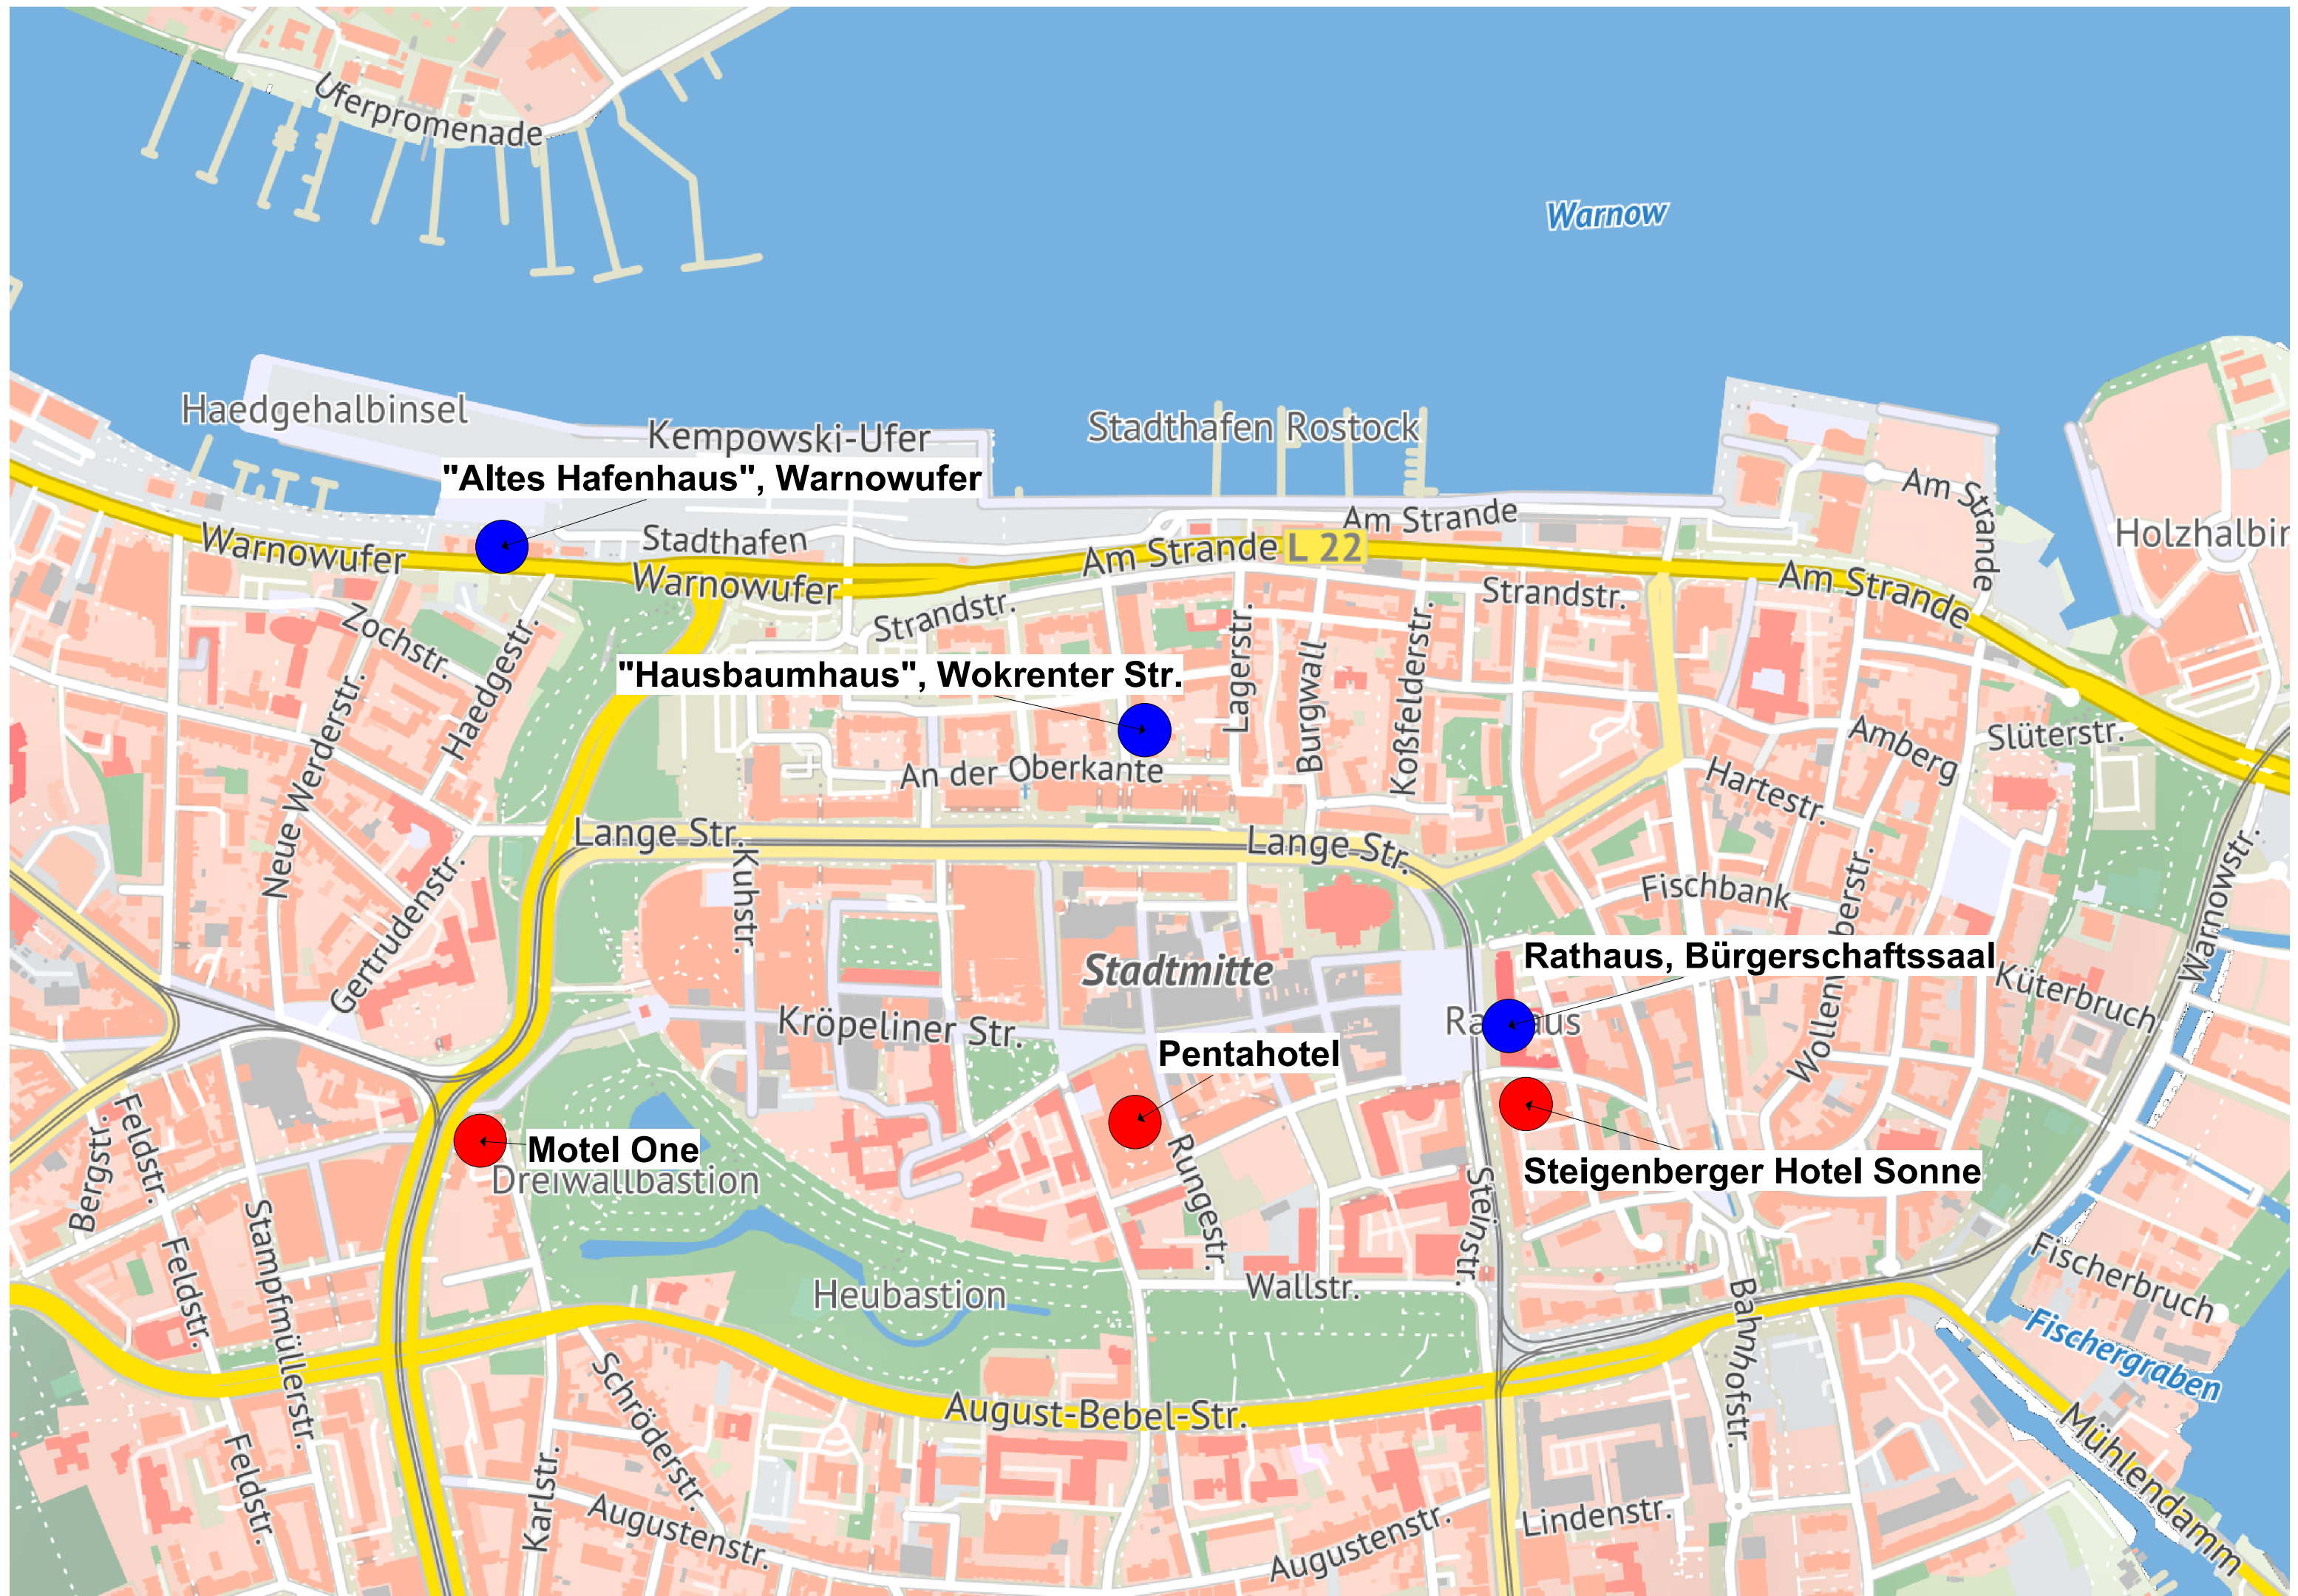 Uferpromenade
Warnow
Haedgehalbinsel
Kempowski-Ufer
Stadthafen Rostock
"Altes Hafenhaus", Warnowufer
Am Strande
Am Strande
Holzhalbin
Warnowufer
Stadthafen
Warnowufer
Am Strande
L 22
Am Strande
Strandstr.
Strandstr.
Zochstr.
Haedgestr.
Neue Werderstr.
"Hausbaumhaus", Wokrenter Str.
Lagerstr.
Burgwall
Koßfelderstr.
Amberg
Slüterstr.
An der Oberkante
Hartestr.
Lange Str.
Lange Str.
Kuhstr.
Gertrudenstr.
Fischbank
Warnowstr.
Stadtmitte
Rathaus, Bürgerschaftssaal
Küterbruch
Kröpeliner Str.
Pentahotel
Motel One
Dreiwallbastion
Steigenberger Hotel Sonne
Bergstr.
Feldstr.
Feldstr.
Stampfmüllerstr.
Rungestr.
Steinstr.
Heubastion
Wallstr.
Bahnhofstr.
Fischerbruch
Fischergraben
Schröderstr.
August-Bebel-Str.
Mühlendamm
Feldstr.
Karlstr.
Augustenstr.
Augustenstr.
Lindenstr.